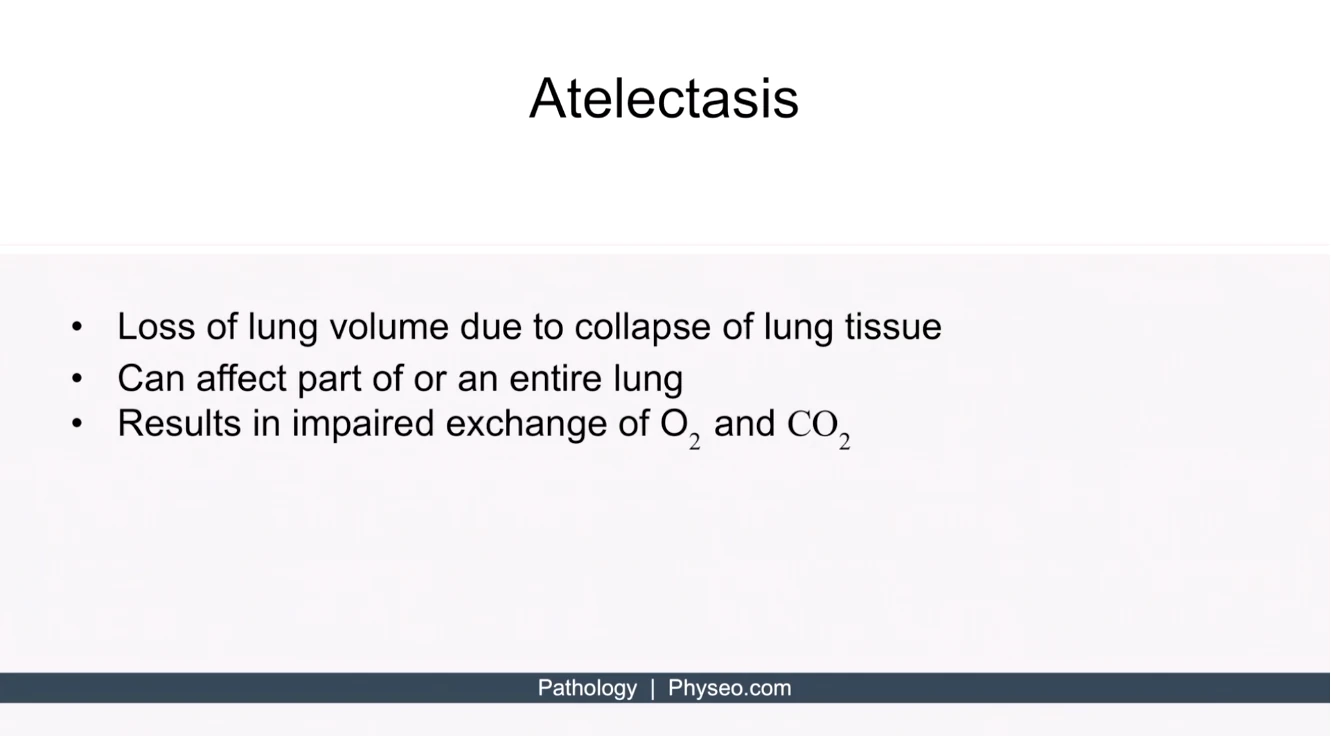 Atelectasis
• Loss of lung volume due to collapse of lung tissue
• Can affect part of or an entire lung
• Results in impaired exchange of O₂ and CO₂
Pathology | Physeo.com